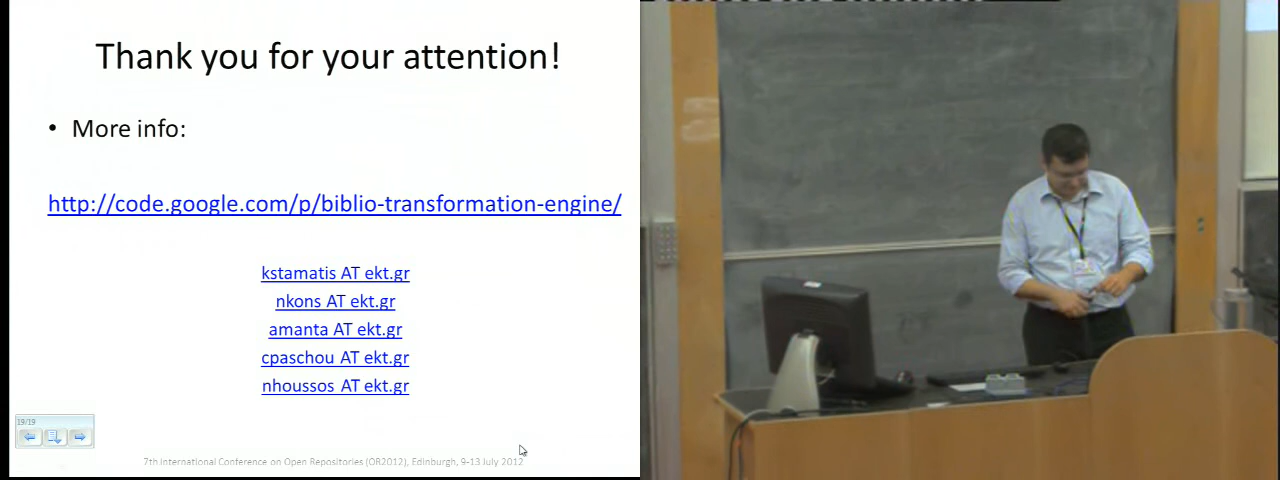 Thank you for your attention!
• More info:
http://code.google.com/p/biblio-transformation-engine/
kstamatis AT ekt.gr
nkons AT ekt.gr
amanta AT ekt.gr
cpaschou AT ekt.gr
nhoussos AT ekt.gr
19/19
7th International Conference on Open Repositories (OR2012), Edinburgh, 9-13 July 2012